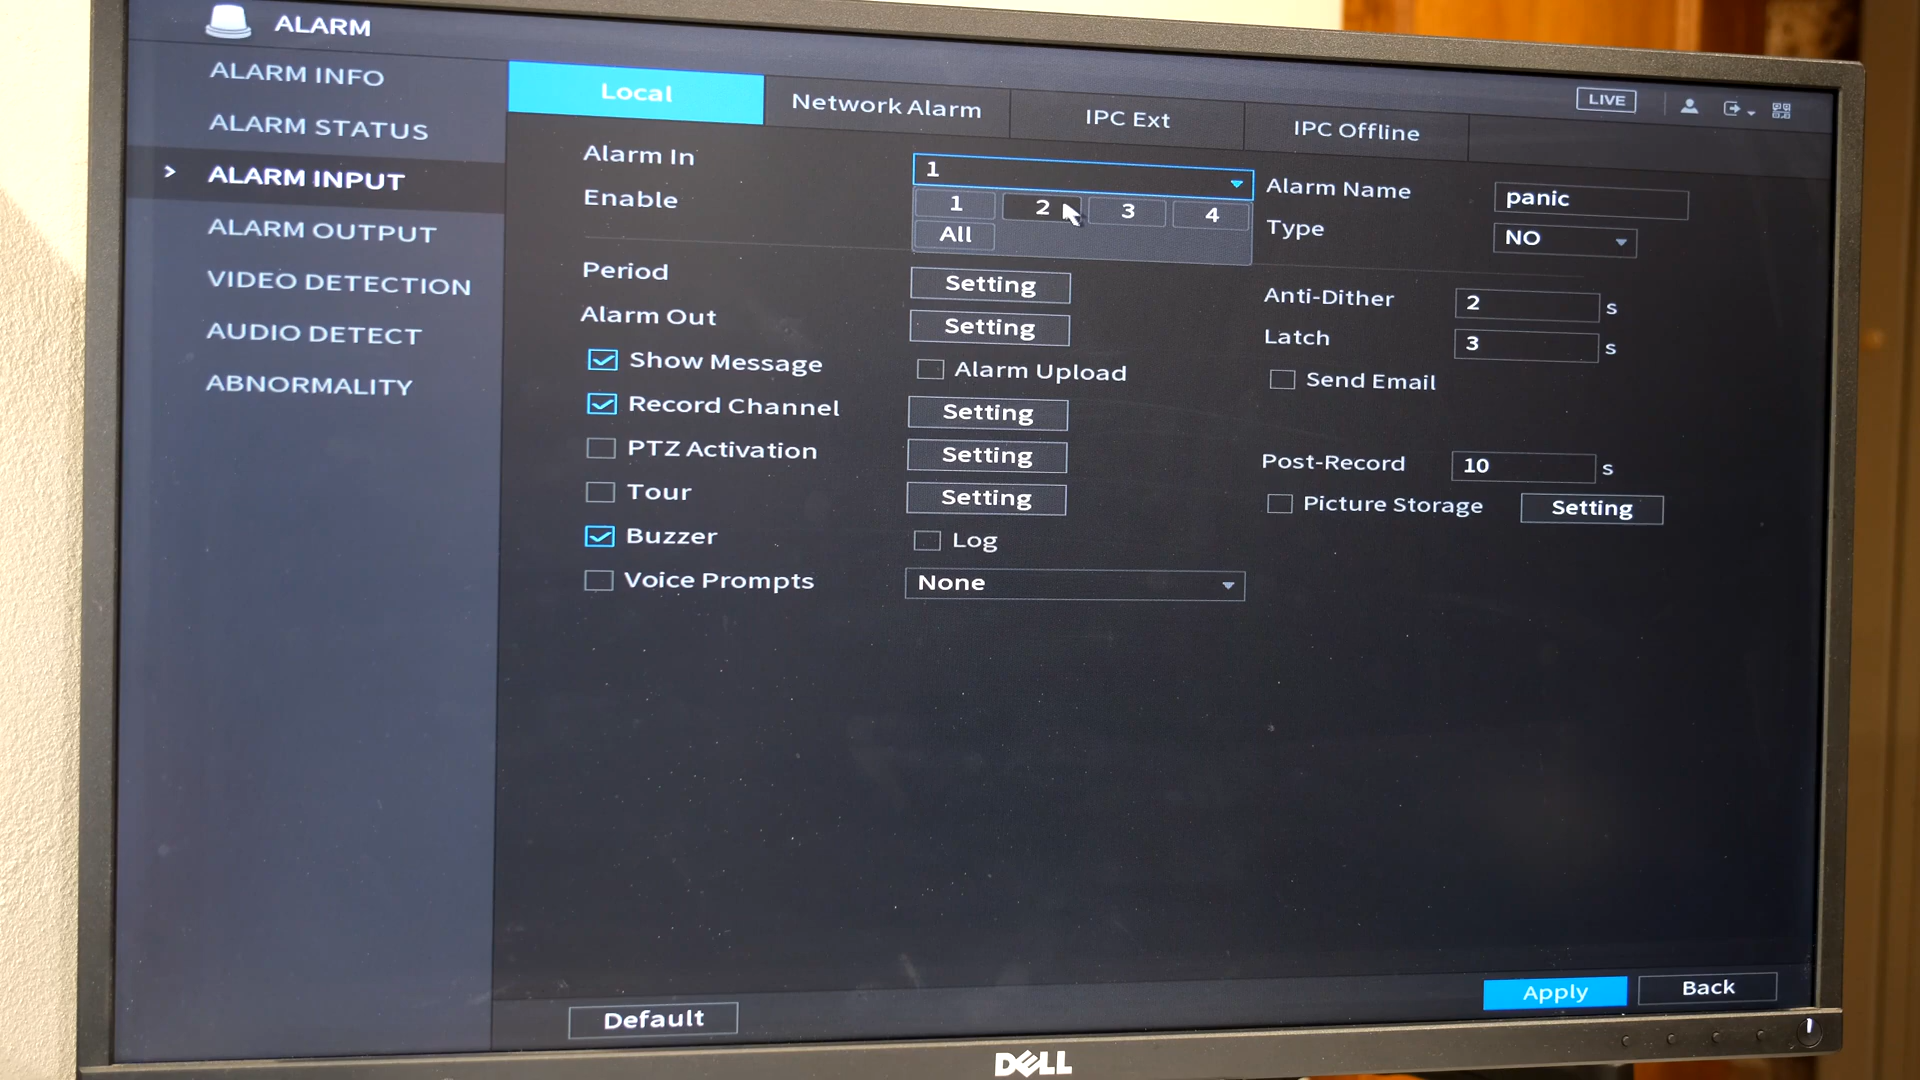 ALARM
ALARM INFO
ALARM STATUS
> ALARM INPUT
ALARM OUTPUT
VIDEO DETECTION
AUDIO DETECT
ABNORMALITY
Local Network Alarm IPC Ext IPC Offline
LIVE
Alarm In 1 Alarm Name panic
Enable 1 2 3 4 Type NO
All
Period Setting Anti-Dither 2 s
Alarm Out Setting Latch 3 s
Show Message Alarm Upload Send Email
Record Channel Setting
PTZ Activation Setting Post-Record 10 s
Tour Setting Picture Storage Setting
Buzzer Log
Voice Prompts None
Default Apply Back
DELL